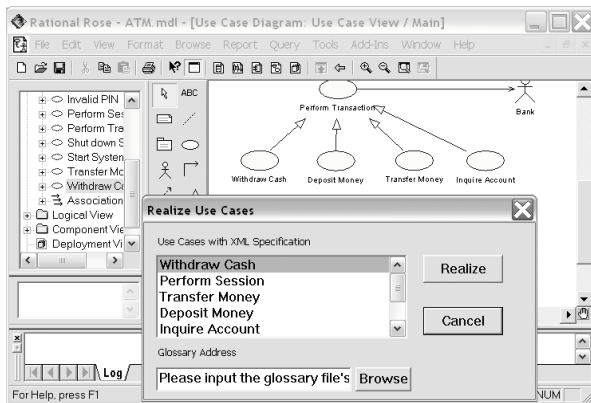 Rational Rose - ATM.mdl - [Use Case Diagram: Use Case View / Main]
File Edit View Format Browse Report Query Tools Add-Ins Window Help
ABC
Invalid PIN
Perform Ses
Perform Tra
Shut down S
Start System
Transfer Mo
Withdraw Ca
Association
Logical View
Component Vie
Deployment Vi
Perform Transaction
Bank
Withdraw Cash
Deposit Money
Transfer Money
Inquire Account
Realize Use Cases
Use Cases with XML Specification
Withdraw Cash
Perform Session
Transfer Money
Deposit Money
Inquire Account
Realize
Cancel
Glossary Address
Please input the glossary file's
Browse
Log
For Help, press F1
NUM